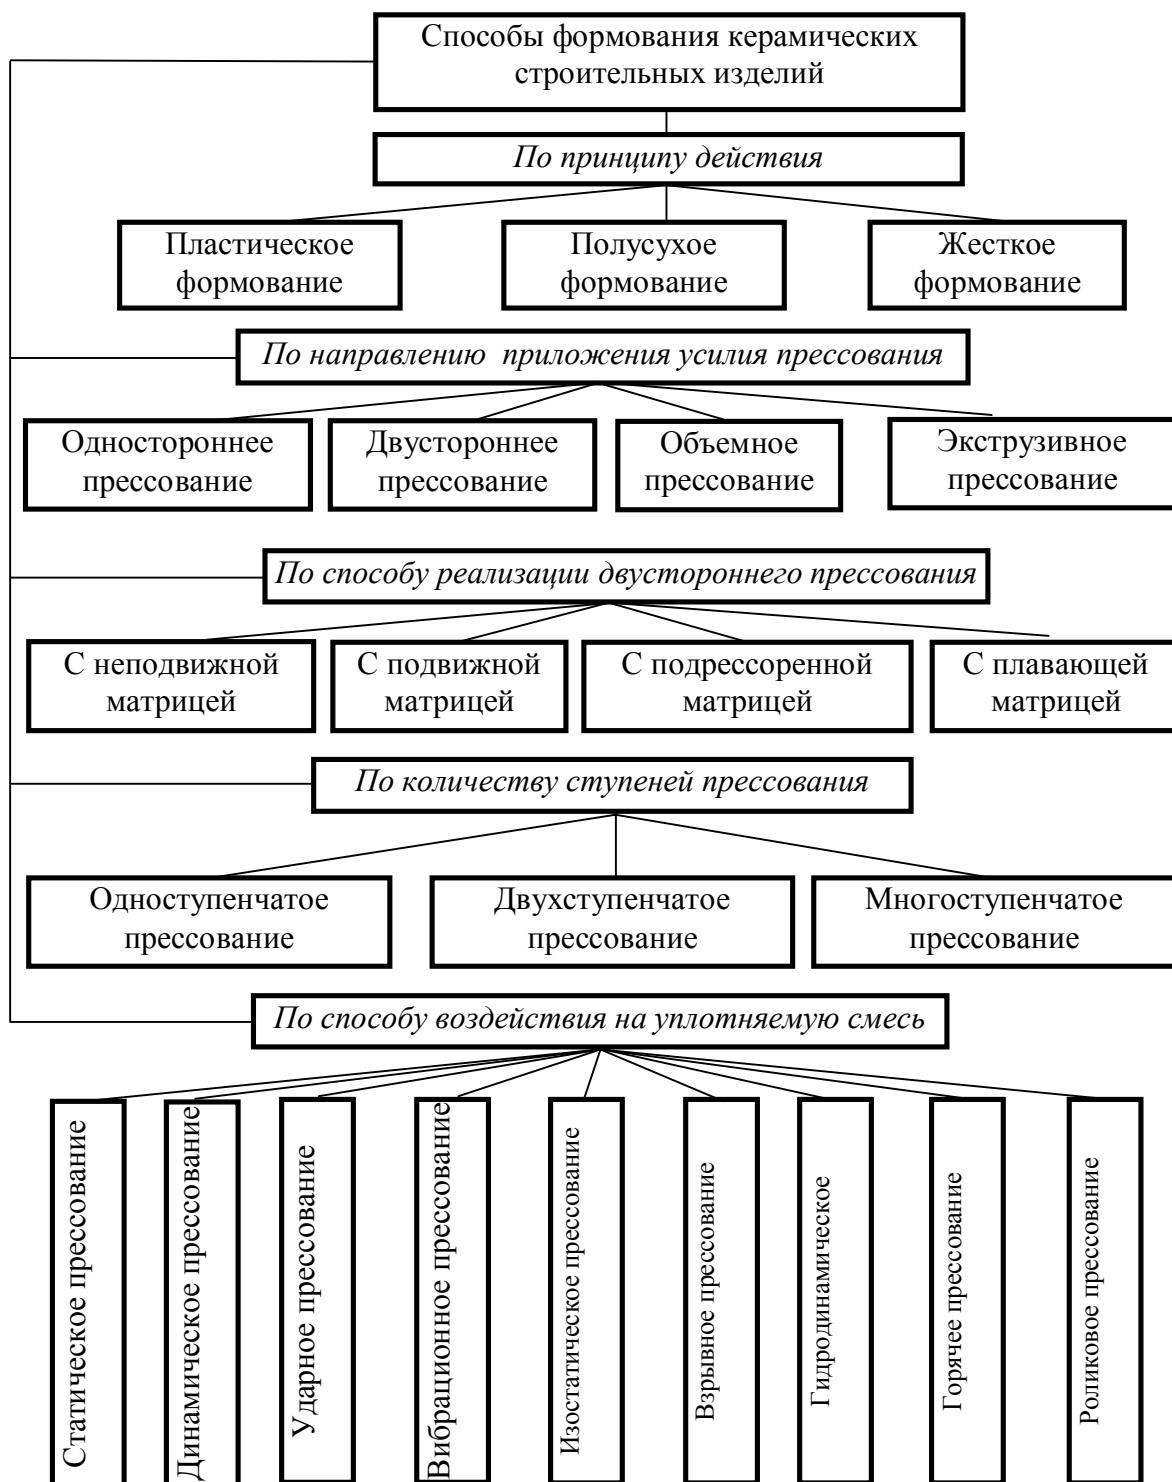 Способы формования керамических
строительных изделий
По принципу действия
Пластическое
формование
Полусухое
формование
Жесткое
формование
По направлению приложения усилия прессования
Одностороннее
прессование
Двустороннее
прессование
Объемное
прессование
Экструзивное
прессование
По способу реализации двустороннего прессования
С неподвижной
матрицей
С подвижной
матрицей
С подрессоренной
матрицей
С плавающей
матрицей
По количеству ступеней прессования
Одноступенчатое
прессование
Двухступенчатое
прессование
Многоступенчатое
прессование
По способу воздействия на уплотняемую смесь
Статическое прессование
Динамическое прессование
Ударное прессование
Вибрационное прессование
Изостатическое прессование
Взрывное прессование
Гидродинамическое
Горячее прессование
Роликовое прессование